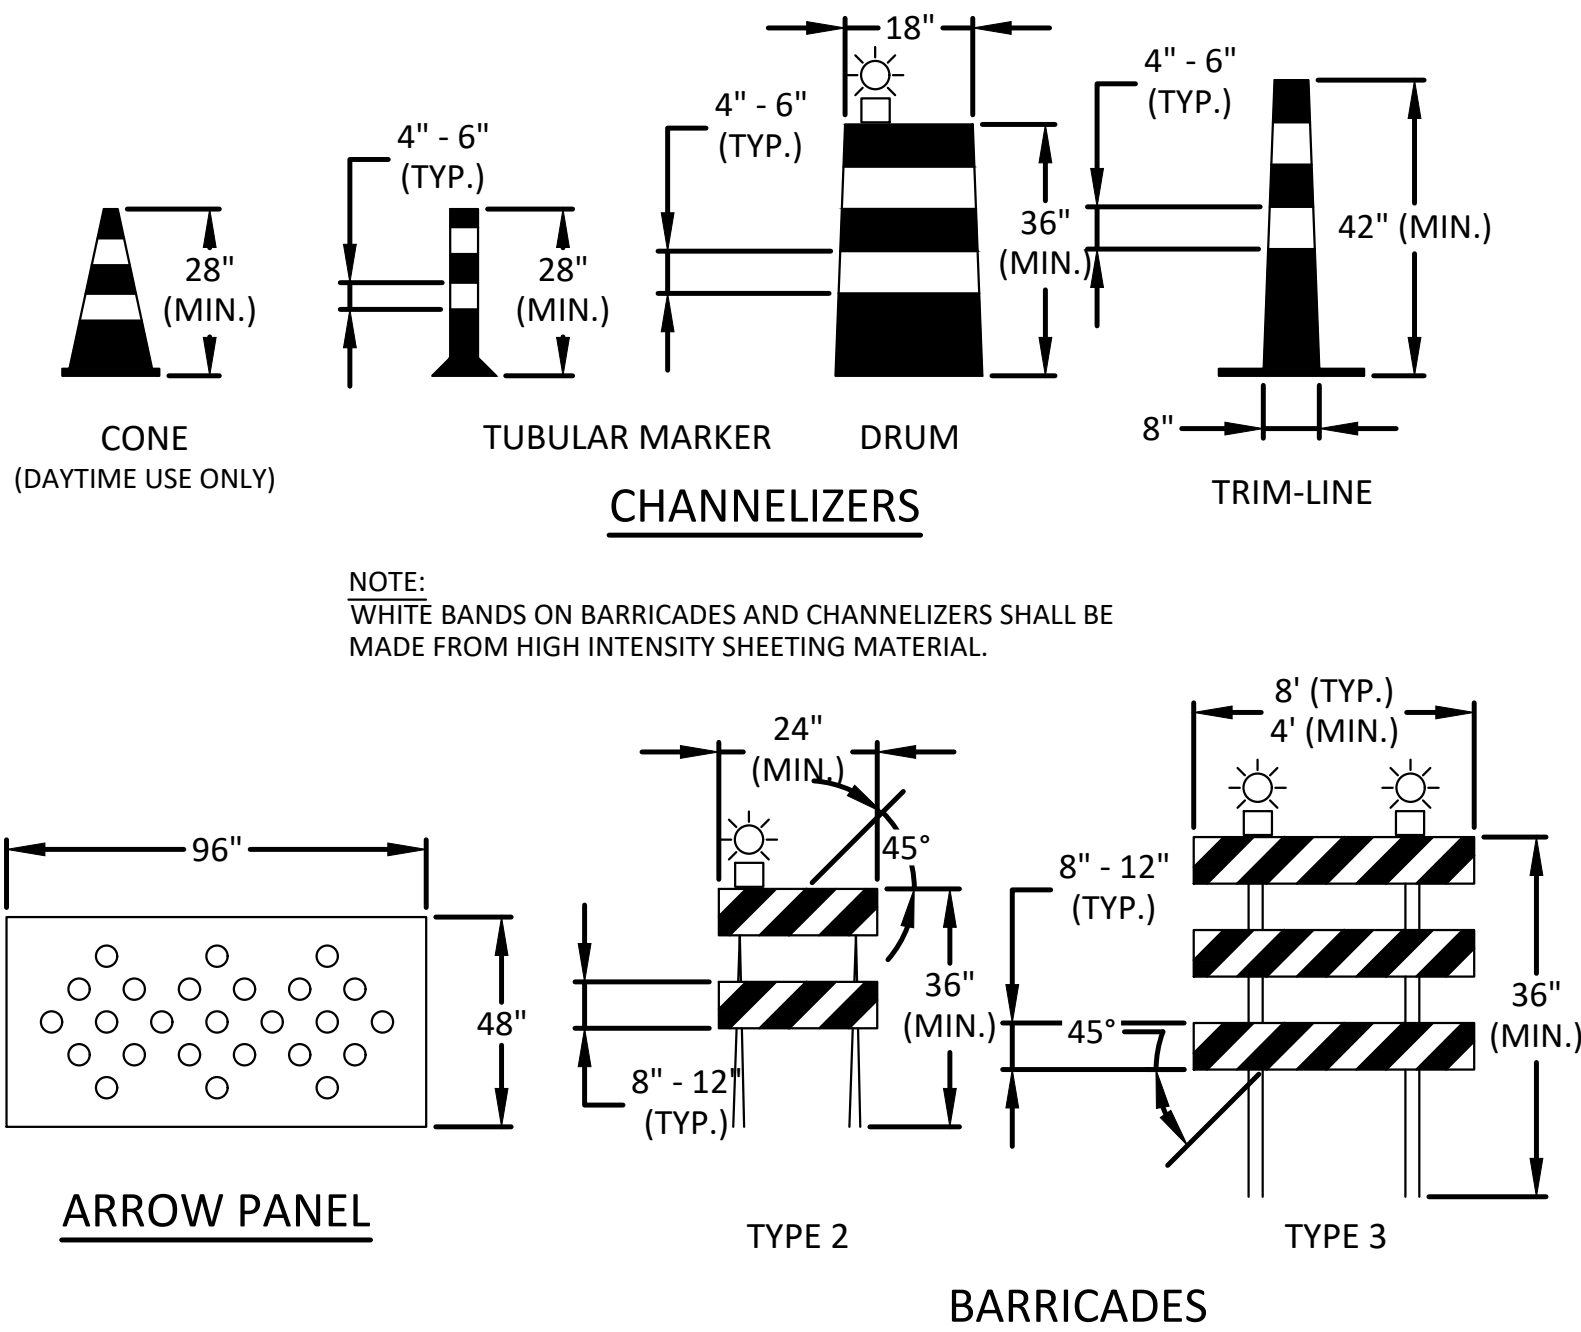 18"
4" - 6"
(TYP.)
4" - 6"
(TYP.)
4" - 6"
(TYP.)
28"
(MIN.)
28"
(MIN.)
36"
(MIN.)
42" (MIN.)
8"
CONE
(DAYTIME USE ONLY)
TUBULAR MARKER
DRUM
TRIM-LINE
CHANNELIZERS
NOTE:
WHITE BANDS ON BARRICADES AND CHANNELIZERS SHALL BE
MADE FROM HIGH INTENSITY SHEETING MATERIAL.
96"
48"
ARROW PANEL
24"
(MIN.)
45°
36"
(MIN.)
8" - 12"
(TYP.)
TYPE 2
8' (TYP.)
4' (MIN.)
8" - 12"
(TYP.)
45°
36"
(MIN.)
TYPE 3
BARRICADES